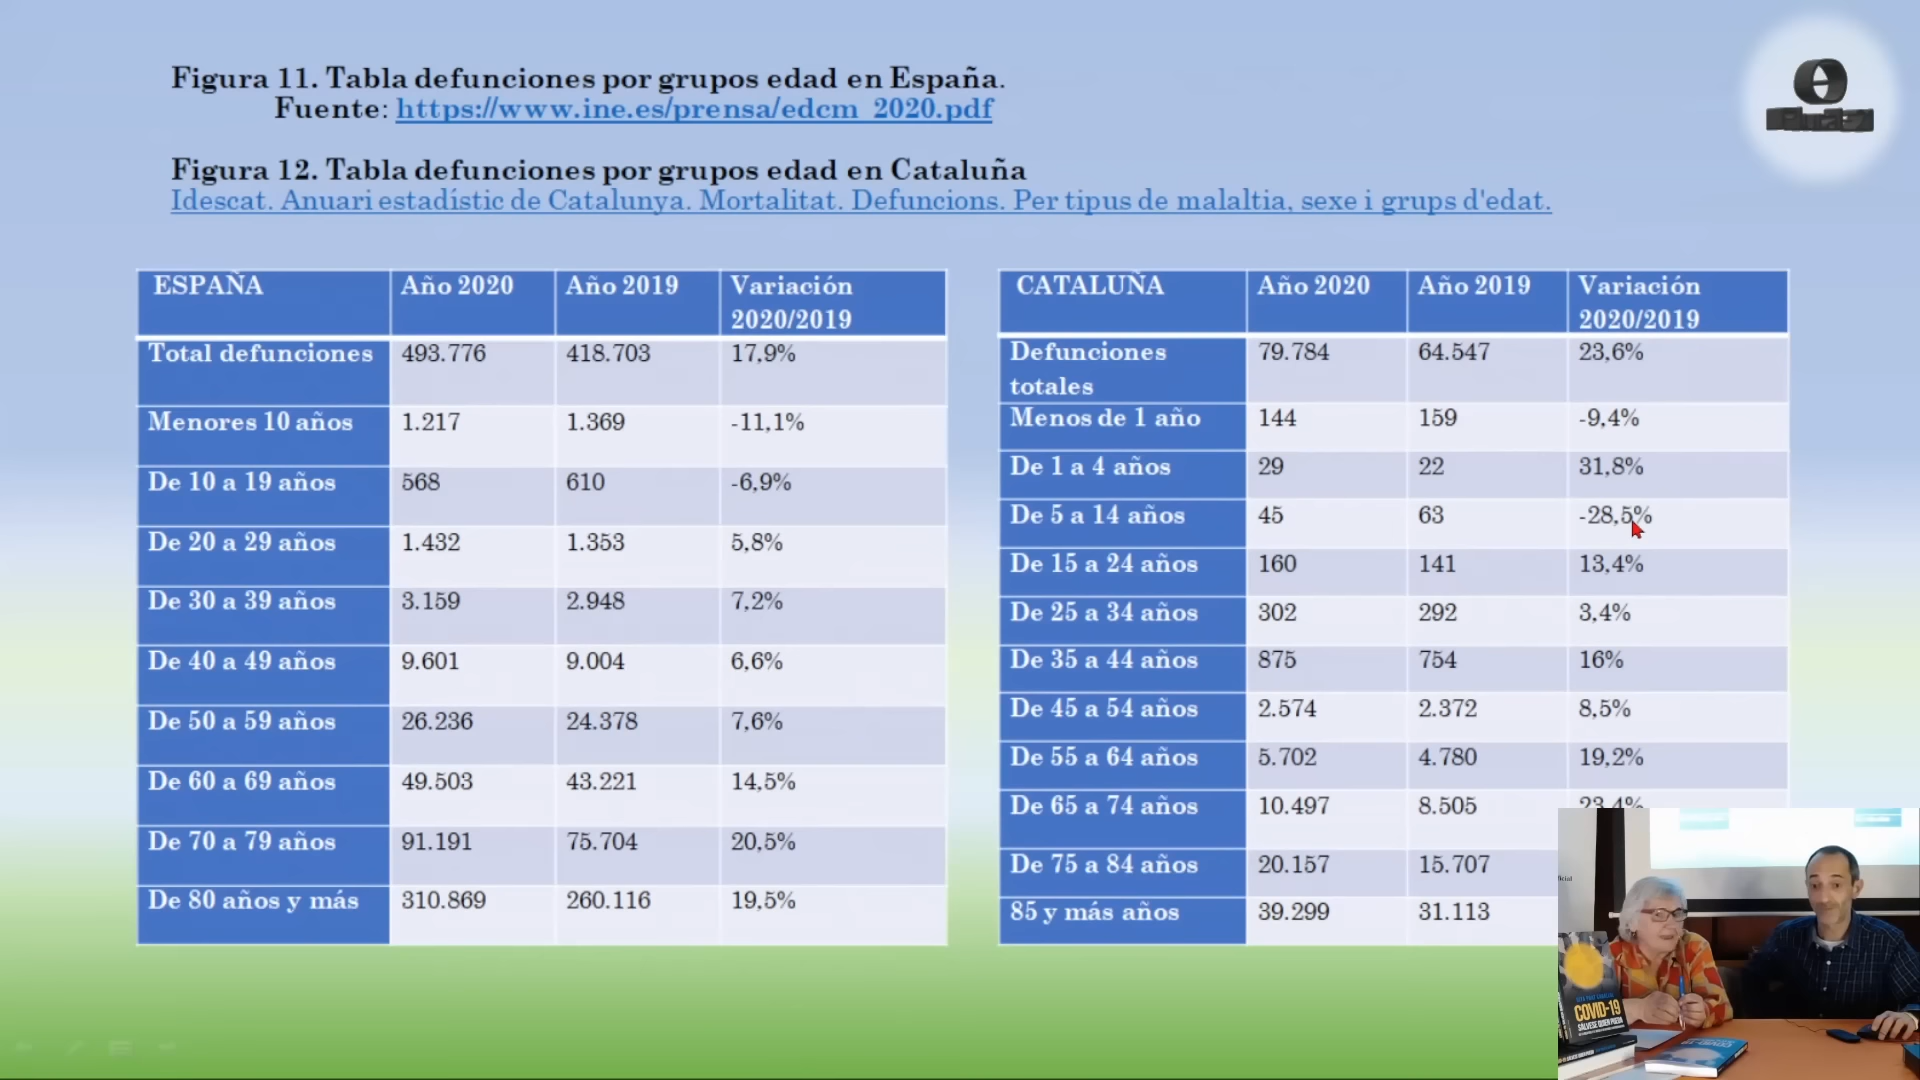 Figura 11. Tabla defunciones por grupos edad en España.
Fuente: https://www.ine.es/prensa/edcm_2020.pdf
Figura 12. Tabla defunciones por grupos edad en Cataluña
Idescat. Anuari estadístic de Catalunya. Mortalitat. Defuncions. Per tipus de malaltia, sexe i grups d'edat.
ESPAÑA Año 2020 Año 2019 Variación
2020/2019
Total defunciones 493.776 418.703 17,9%
Menores 10 años 1.217 1.369 -11,1%
De 10 a 19 años 568 610 -6,9%
De 20 a 29 años 1.432 1.353 5,8%
De 30 a 39 años 3.159 2.948 7,2%
De 40 a 49 años 9.601 9.004 6,6%
De 50 a 59 años 26.236 24.378 7,6%
De 60 a 69 años 49.503 43.221 14,5%
De 70 a 79 años 91.191 75.704 20,5%
De 80 años y más 310.869 260.116 19,5%
CATALUÑA Año 2020 Año 2019 Variación
2020/2019
Defunciones
totales 79.784 64.547 23,6%
Menos de 1 año 144 159 -9,4%
De 1 a 4 años 29 22 31,8%
De 5 a 14 años 45 63 -28,5%
De 15 a 24 años 160 141 13,4%
De 25 a 34 años 302 292 3,4%
De 35 a 44 años 875 754 16%
De 45 a 54 años 2.574 2.372 8,5%
De 55 a 64 años 5.702 4.780 19,2%
De 65 a 74 años 10.497 8.505 23,4%
De 75 a 84 años 20.157 15.707
85 y más años 39.299 31.113
COVID-19
SÁLVESE QUIEN PUEDA